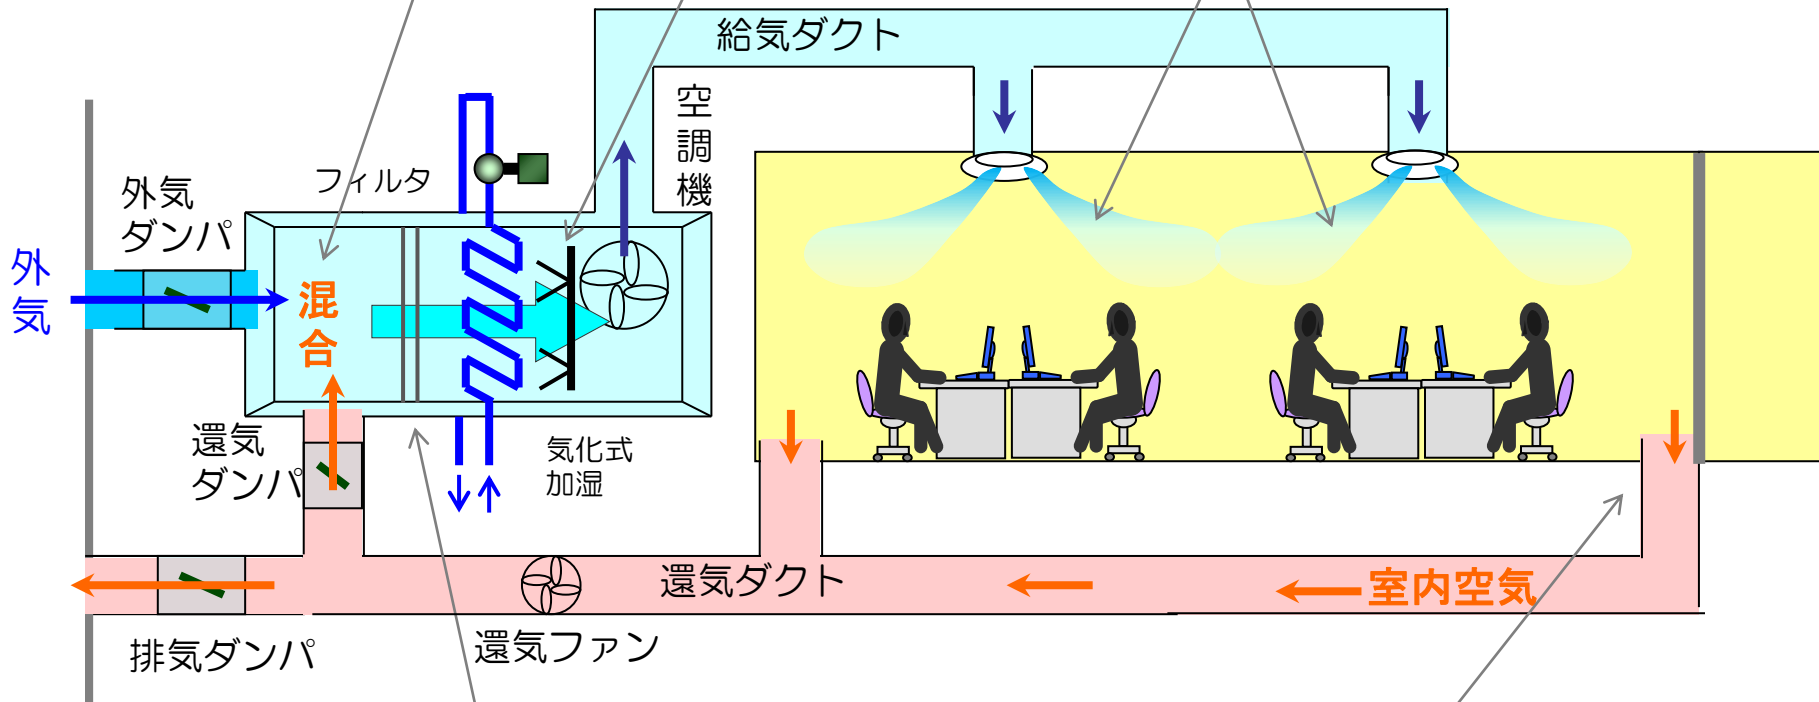 給気ダクト
空調機
フィルタ
外気
ダンパ
外気
混合
還気
ダンパ
気化式
加湿
還気ダクト
室内空気
排気ダンパ
還気ファン